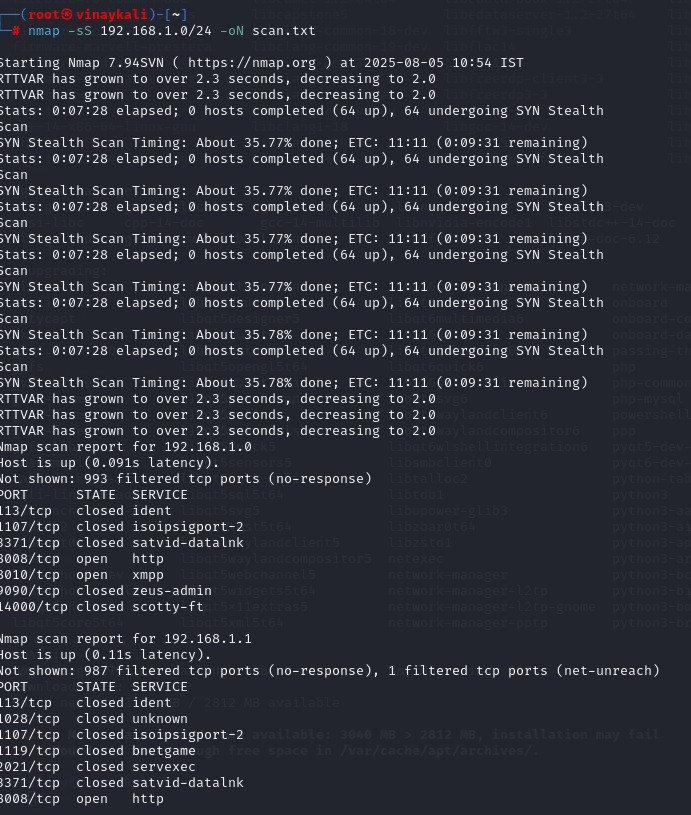 (root㉿vinaykali)-[~]
# nmap -sS 192.168.1.0/24 -oN scan.txt
Starting Nmap 7.94SVN ( https://nmap.org ) at 2025-08-05 10:54 IST
RTTVAR has grown to over 2.3 seconds, decreasing to 2.0
RTTVAR has grown to over 2.3 seconds, decreasing to 2.0
Stats: 0:07:28 elapsed; 0 hosts completed (64 up), 64 undergoing SYN Stealth
Scan
SYN Stealth Scan Timing: About 35.77% done; ETC: 11:11 (0:09:31 remaining)
Stats: 0:07:28 elapsed; 0 hosts completed (64 up), 64 undergoing SYN Stealth
Scan
SYN Stealth Scan Timing: About 35.77% done; ETC: 11:11 (0:09:31 remaining)
Stats: 0:07:28 elapsed; 0 hosts completed (64 up), 64 undergoing SYN Stealth
Scan
SYN Stealth Scan Timing: About 35.77% done; ETC: 11:11 (0:09:31 remaining)
Stats: 0:07:28 elapsed; 0 hosts completed (64 up), 64 undergoing SYN Stealth
Scan
SYN Stealth Scan Timing: About 35.77% done; ETC: 11:11 (0:09:31 remaining)
Stats: 0:07:28 elapsed; 0 hosts completed (64 up), 64 undergoing SYN Stealth
Scan
SYN Stealth Scan Timing: About 35.78% done; ETC: 11:11 (0:09:31 remaining)
Stats: 0:07:28 elapsed; 0 hosts completed (64 up), 64 undergoing SYN Stealth
Scan
SYN Stealth Scan Timing: About 35.78% done; ETC: 11:11 (0:09:31 remaining)
RTTVAR has grown to over 2.3 seconds, decreasing to 2.0
RTTVAR has grown to over 2.3 seconds, decreasing to 2.0
RTTVAR has grown to over 2.3 seconds, decreasing to 2.0
Nmap scan report for 192.168.1.0
Host is up (0.091s latency).
Not shown: 993 filtered tcp ports (no-response)
PORT STATE SERVICE
113/tcp closed ident
1107/tcp closed isoipsigport-2
3371/tcp closed satvid-datalnk
8008/tcp open http
8010/tcp open xmpp
9090/tcp closed zeus-admin
14000/tcp closed scotty-ft
Nmap scan report for 192.168.1.1
Host is up (0.11s latency).
Not shown: 987 filtered tcp ports (no-response), 1 filtered tcp ports (net-unreach)
PORT STATE SERVICE
113/tcp closed ident
1028/tcp closed unknown
1107/tcp closed isoipsigport-2
1119/tcp closed bnetgame
2021/tcp closed servexec
3371/tcp closed satvid-datalnk
8008/tcp open http